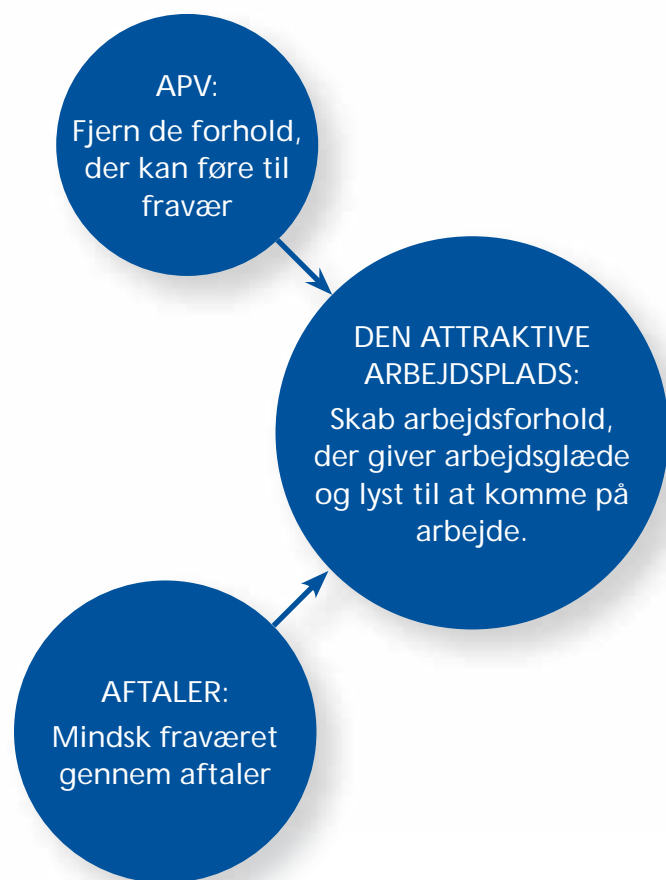 APV:
Fjern de forhold,
der kan føre til
fravær
DEN ATTRAKTIVE
ARBEJDSPLADS:
Skab arbejdsforhold,
der giver arbejdsglæde
og lyst til at komme på
arbejde.
AFTALER:
Mindsk fraværet
gennem aftaler